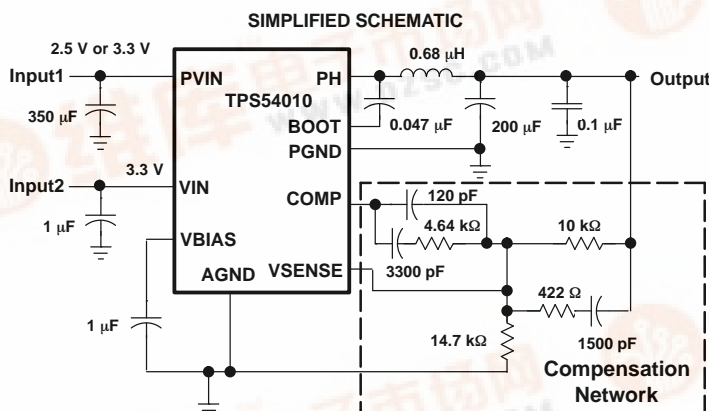 SIMPLIFIED SCHEMATIC
2.5 V or 3.3 V
0.68 μH
Input1
PVIN
PH
Output
TPS54010
350 μF
BOOT
0.047 μF
200 μF
0.1 μF
PGND
3.3 V
Input2
VIN
120 pF
COMP
1 μF
4.64 kΩ
10 kΩ
VBIAS
3300 pF
AGND
VSENSE
422 Ω
1 μF
14.7 kΩ
1500 pF
Compensation
Network